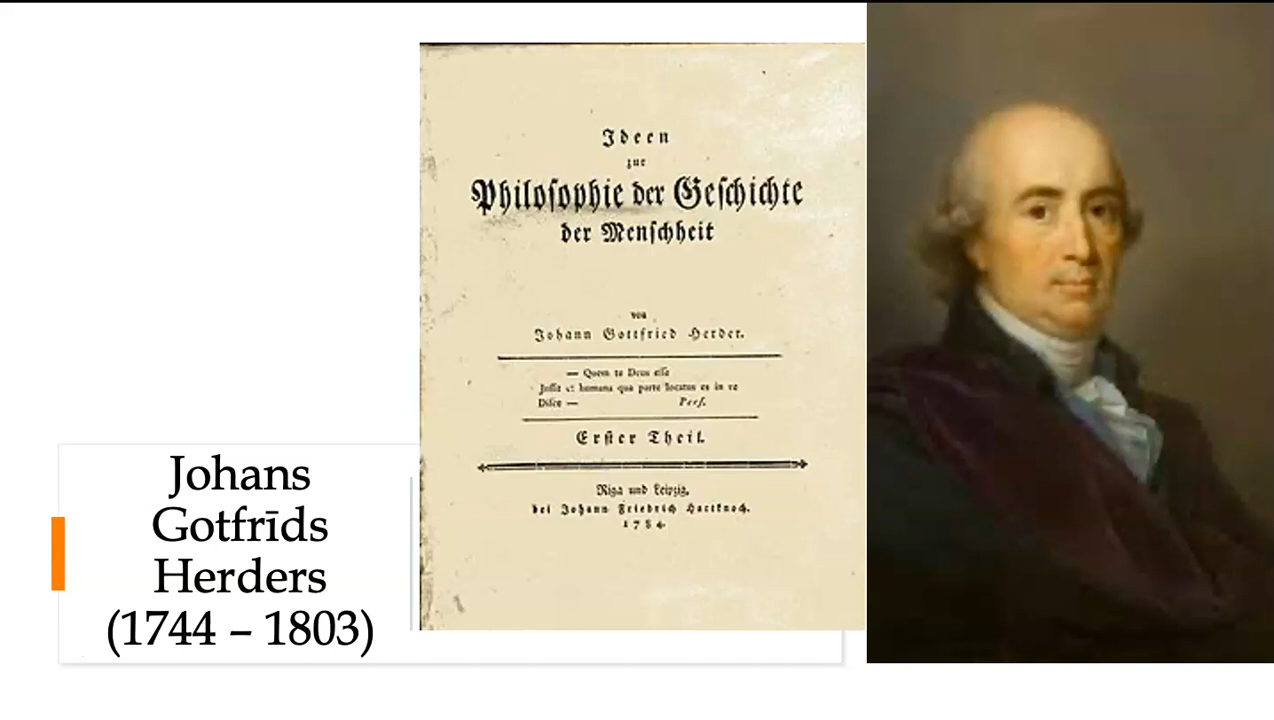 Johans
Gotfrīds
Herders
(1744 – 1803)
Ideen
zur
Philoſophie der Geſchichte
der Menſchheit
von
Johann Gottfried Herder.
— Quem te Deus eſſe
Juſſit et humana qua parte locatus es in re
Diſce — Perſ.
Erſter Theil.
Riga und Leipzig,
bei Johann Friedrich Hartknoch.
1784.